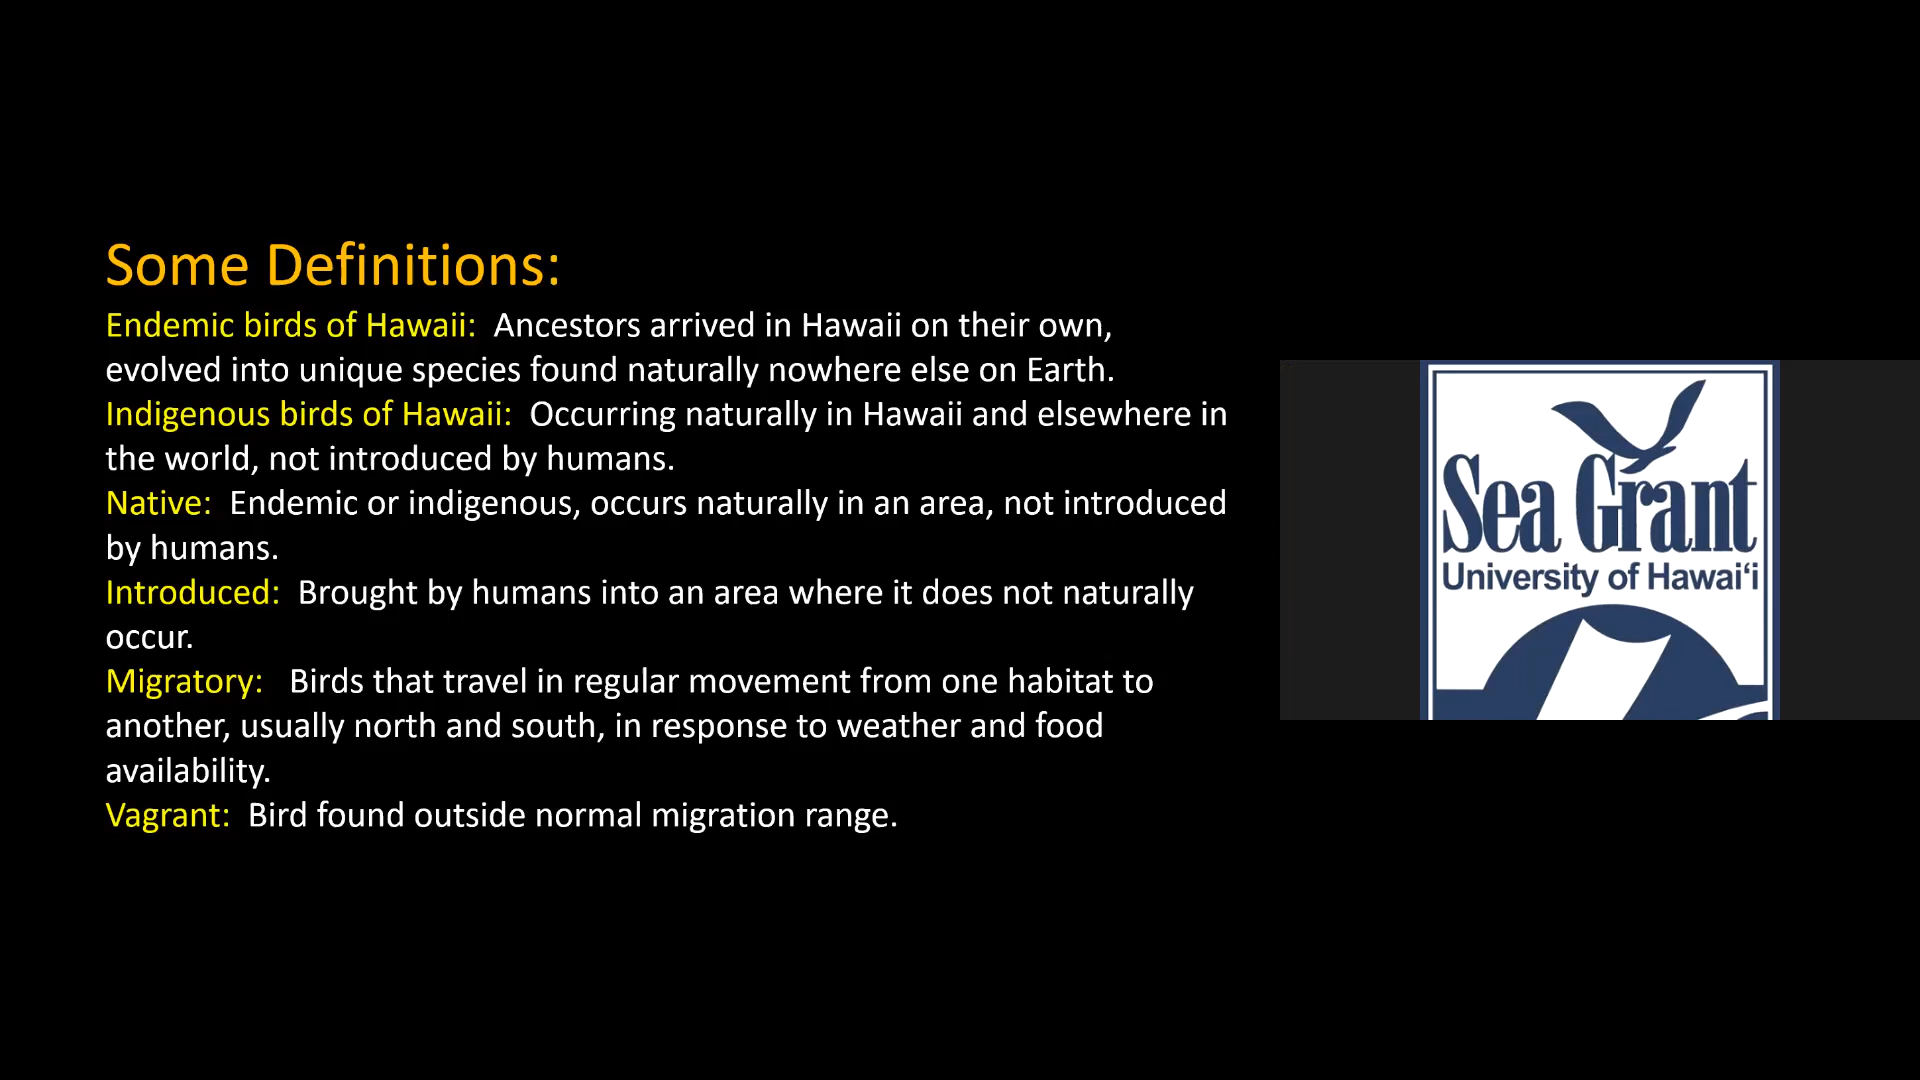 Some Definitions:
Endemic birds of Hawaii:  Ancestors arrived in Hawaii on their own,
evolved into unique species found naturally nowhere else on Earth.
Indigenous birds of Hawaii:  Occurring naturally in Hawaii and elsewhere in
the world, not introduced by humans.
Native:  Endemic or indigenous, occurs naturally in an area, not introduced
by humans.
Introduced:  Brought by humans into an area where it does not naturally
occur.
Migratory:   Birds that travel in regular movement from one habitat to
another, usually north and south, in response to weather and food
availability.
Vagrant:  Bird found outside normal migration range.
Sea Grant
University of Hawai‘i